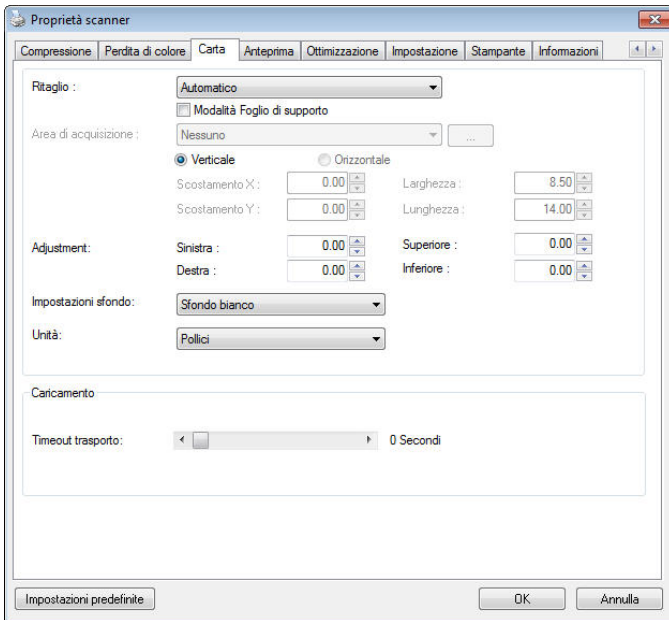 Proprietà scanner
Compressione Perdita di colore Carta Anteprima Ottimizzazione Impostazione Stampante Informazioni
Ritaglio : Automatico
Modalità Foglio di supporto
Area di acquisizione : Nessuno ...
Verticale Orizzontale
Scostamento X : 0.00 Larghezza : 8.50
Scostamento Y : 0.00 Lunghezza : 14.00
Adjustment: Sinistra : 0.00 Superiore : 0.00
Destra : 0.00 Inferiore : 0.00
Impostazioni sfondo: Sfondo bianco
Unità: Pollici
Caricamento
Timeout trasporto: 0 Secondi
Impostazioni predefinite OK Annulla